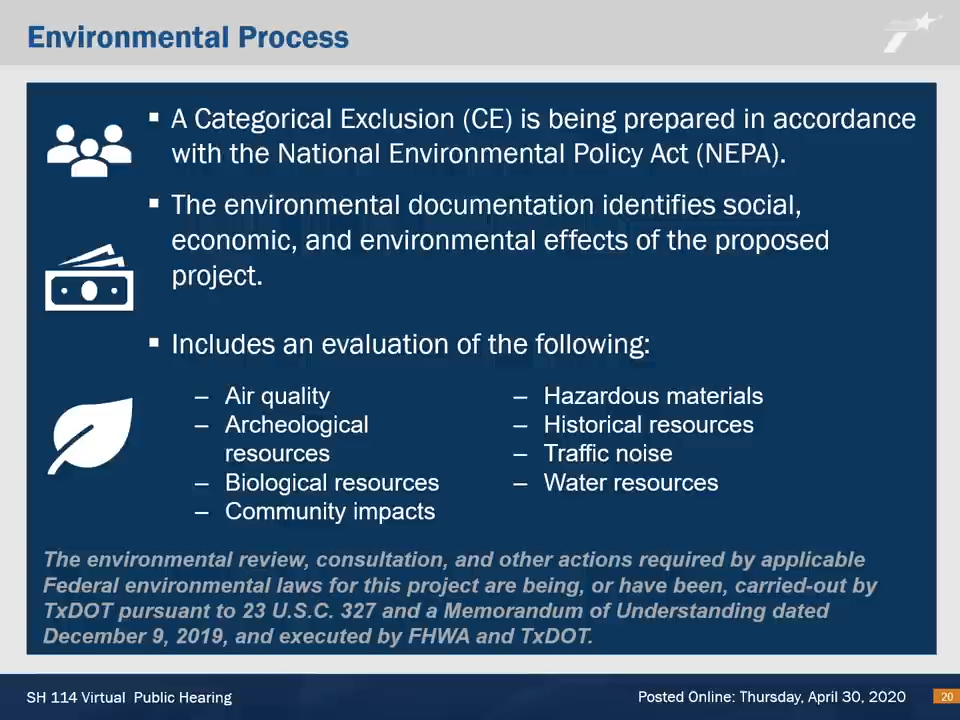 Environmental Process
▪ A Categorical Exclusion (CE) is being prepared in accordance
with the National Environmental Policy Act (NEPA).
▪ The environmental documentation identifies social,
economic, and environmental effects of the proposed
project.
▪ Includes an evaluation of the following:
– Air quality
– Archeological
resources
– Biological resources
– Community impacts
– Hazardous materials
– Historical resources
– Traffic noise
– Water resources
The environmental review, consultation, and other actions required by applicable
Federal environmental laws for this project are being, or have been, carried-out by
TxDOT pursuant to 23 U.S.C. 327 and a Memorandum of Understanding dated
December 9, 2019, and executed by FHWA and TxDOT.
SH 114 Virtual Public Hearing
Posted Online: Thursday, April 30, 2020
20